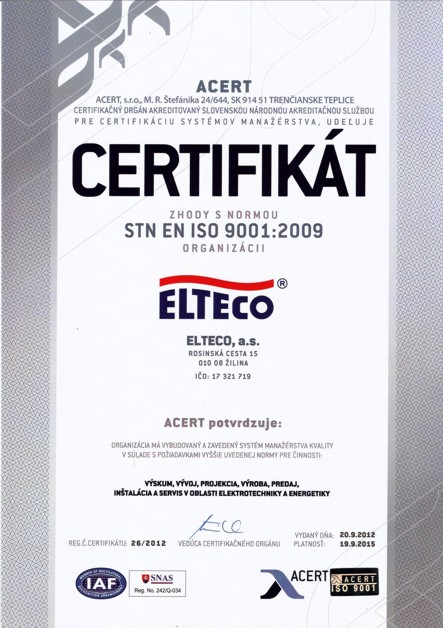 ACERT
ACERT, s.r.o., M. R. Štefánika 24/644, SK 914 51 TRENČIANSKE TEPLICE
CERTIFIKAČNÝ ORGÁN AKREDITOVANÝ SLOVENSKOU NÁRODNOU AKREDITAČNOU SLUŽBOU
PRE CERTIFIKÁCIU SYSTÉMOV MANAŽÉRSTVA, UDEĽUJE
CERTIFIKÁT
ZHODY S NORMOU
STN EN ISO 9001:2009
ORGANIZÁCII
ELTECO®
ELTECO, a.s.
ROSINSKÁ CESTA 15
010 08 ŽILINA
IČO: 17 321 719
ACERT potvrdzuje:
ORGANIZÁCIA MÁ VYBUDOVANÝ A ZAVEDENÝ SYSTÉM MANAŽÉRSTVA KVALITY
V SÚLADE S POŽIADAVKAMI VYŠŠIE UVEDENEJ NORMY PRE ČINNOSTI:
VÝSKUM, VÝVOJ, PROJEKCIA, VÝROBA, PREDAJ,
INŠTALÁCIA A SERVIS V OBLASTI ELEKTROTECHNIKY A ENERGETIKY
REG.Č.CERTIFIKÁTU: 26/2012
VEDÚCA CERTIFIKAČNÉHO ORGÁNU
VYDANÝ DŇA: 20.9.2012
PLATNOSŤ: 19.9.2015
IAF
SNAS
Reg. No. 242/Q-034
ACERT
ACERT
ISO 9001